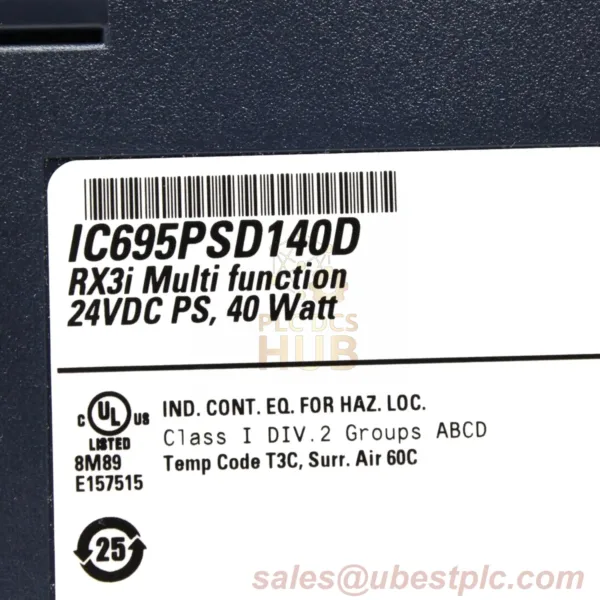 IC695PSD140D
RX3i Multi function
24VDC PS, 40 Watt
PLC DCS
HUB
C UL US
LISTED
8M89
E157515
IND. CONT. EQ. FOR HAZ. LOC.
Class I DIV.2 Groups ABCD
Temp Code T3C, Surr. Air 60C
25
sales@ubestplc.com